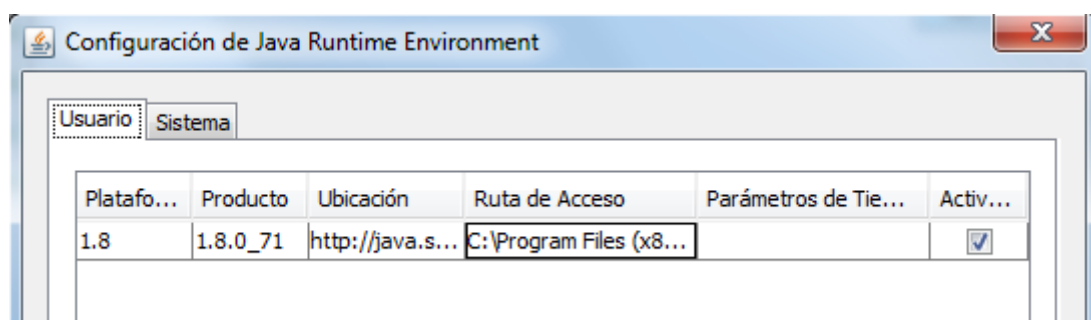 Configuración de Java Runtime Environment
Usuario Sistema
Platafo... Producto Ubicación Ruta de Acceso Parámetros de Tie... Activ...
1.8 1.8.0_71 http://java.s... C:\Program Files (x8...